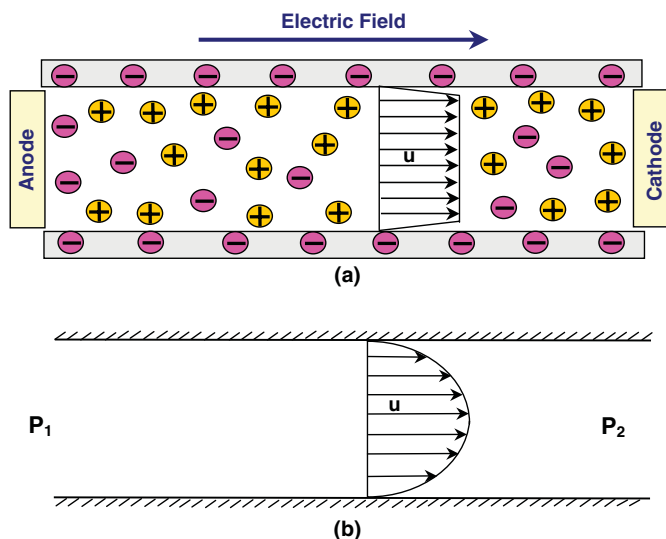 Electric Field
Anode
u
Cathode
(a)
P₁
u
P₂
(b)